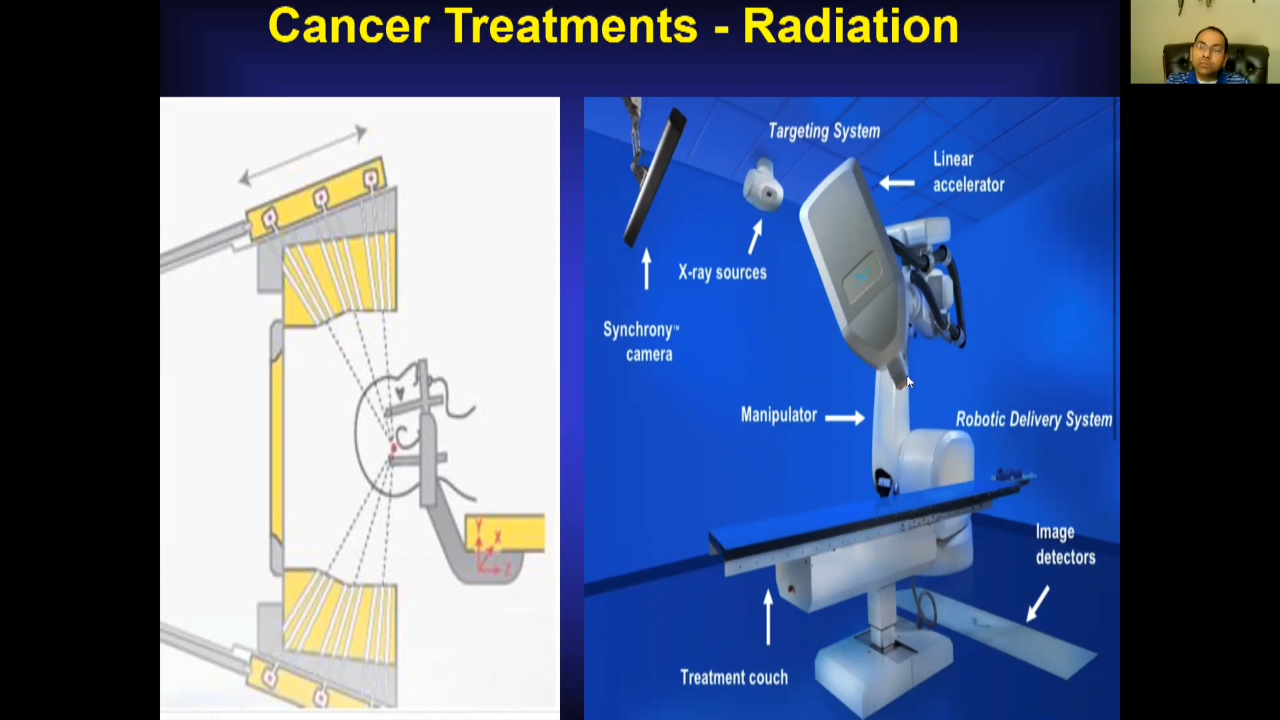 Cancer Treatments - Radiation
Targeting System
Linear
accelerator
X-ray sources
Synchrony™
camera
Manipulator
Robotic Delivery System
Image
detectors
Treatment couch
Y
X
Z